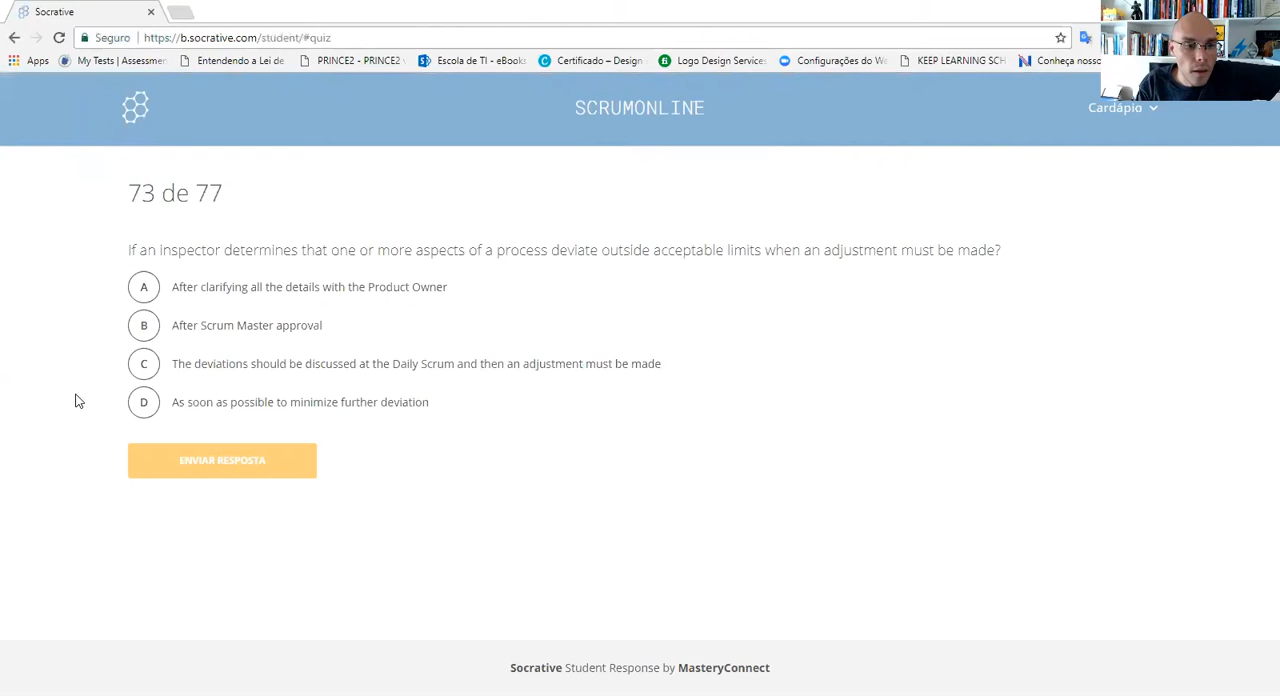 Socrative
Seguro https://b.socrative.com/student/#quiz
Apps My Tests | Assessmen Entendendo a Lei de PRINCE2 - PRINCE2 Escola de TI - eBooks Certificado – Design Logo Design Services Configurações do We KEEP LEARNING SCH Conheça nosso
SCRUMONLINE
Cardápio
73 de 77
If an inspector determines that one or more aspects of a process deviate outside acceptable limits when an adjustment must be made?
A After clarifying all the details with the Product Owner
B After Scrum Master approval
C The deviations should be discussed at the Daily Scrum and then an adjustment must be made
D As soon as possible to minimize further deviation
ENVIAR RESPOSTA
Socrative Student Response by MasteryConnect